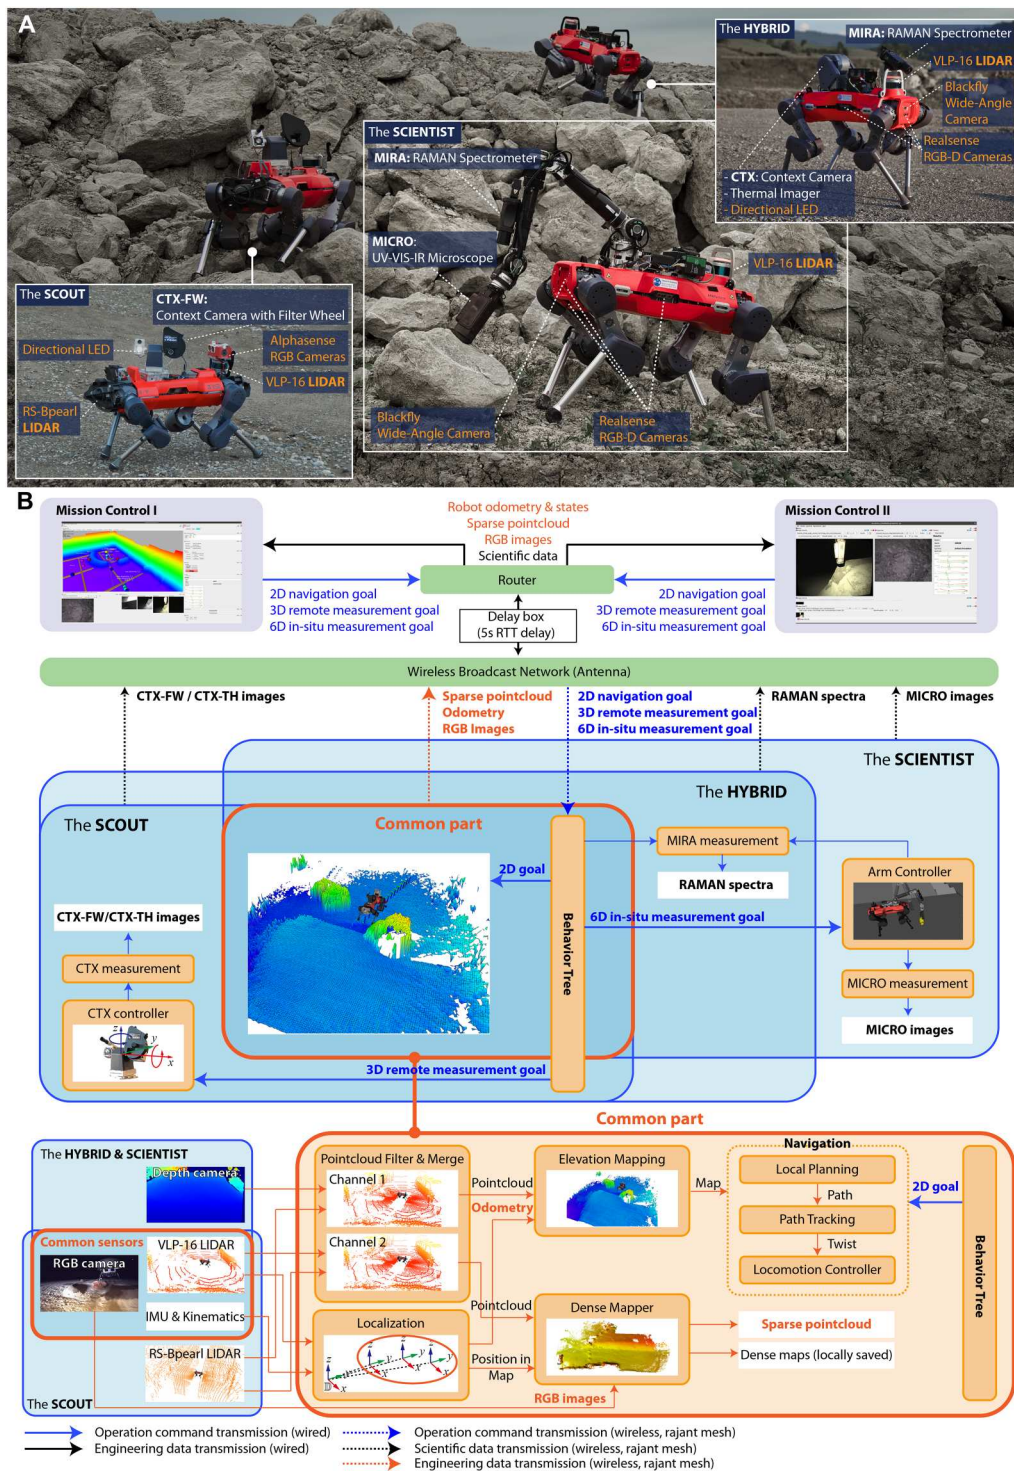 A
The HYBRID
MIRA: RAMAN Spectrometer
VLP-16 LIDAR
Blackfly
Wide-Angle
Camera
Realsense
RGB-D Cameras
- CTX: Context Camera
- Thermal Imager
- Directional LED
The SCIENTIST
MIRA: RAMAN Spectrometer
MICRO:
UV-VIS-IR Microscope
VLP-16 LIDAR
Blackfly
Wide-Angle Camera
Realsense
RGB-D Cameras
The SCOUT
CTX-FW:
Context Camera with Filter Wheel
Directional LED
Alphasense
RGB Cameras
VLP-16 LIDAR
RS-Bpearl
LIDAR
B
Mission Control I
Robot odometry & states
Sparse pointcloud
RGB images
Scientific data
Mission Control II
Router
2D navigation goal
3D remote measurement goal
6D in-situ measurement goal
2D navigation goal
3D remote measurement goal
6D in-situ measurement goal
Delay box
(5s RTT delay)
Wireless Broadcast Network (Antenna)
CTX-FW / CTX-TH images
Sparse pointcloud
Odometry
RGB Images
2D navigation goal
3D remote measurement goal
6D in-situ measurement goal
RAMAN spectra
MICRO images
The SCIENTIST
The HYBRID
The SCOUT
Common part
2D goal
Behavior Tree
MIRA measurement
RAMAN spectra
Arm Controller
6D in-situ measurement goal
MICRO measurement
MICRO images
CTX-FW/CTX-TH images
CTX measurement
CTX controller
z
y
x
3D remote measurement goal
Common part
The HYBRID & SCIENTIST
Depth camera
Common sensors
RGB camera
VLP-16 LIDAR
IMU & Kinematics
RS-Bpearl LIDAR
The SCOUT
Pointcloud Filter & Merge
Channel 1
Channel 2
Localization
Pointcloud
Odometry
Pointcloud
Position in
Map
RGB images
Elevation Mapping
Dense Mapper
Map
Navigation
Local Planning
Path
Path Tracking
Twist
Locomotion Controller
2D goal
Behavior Tree
Sparse pointcloud
Dense maps (locally saved)
Operation command transmission (wired)
Engineering data transmission (wired)
Operation command transmission (wireless, rajant mesh)
Scientific data transmission (wireless, rajant mesh)
Engineering data transmission (wireless, rajant mesh)